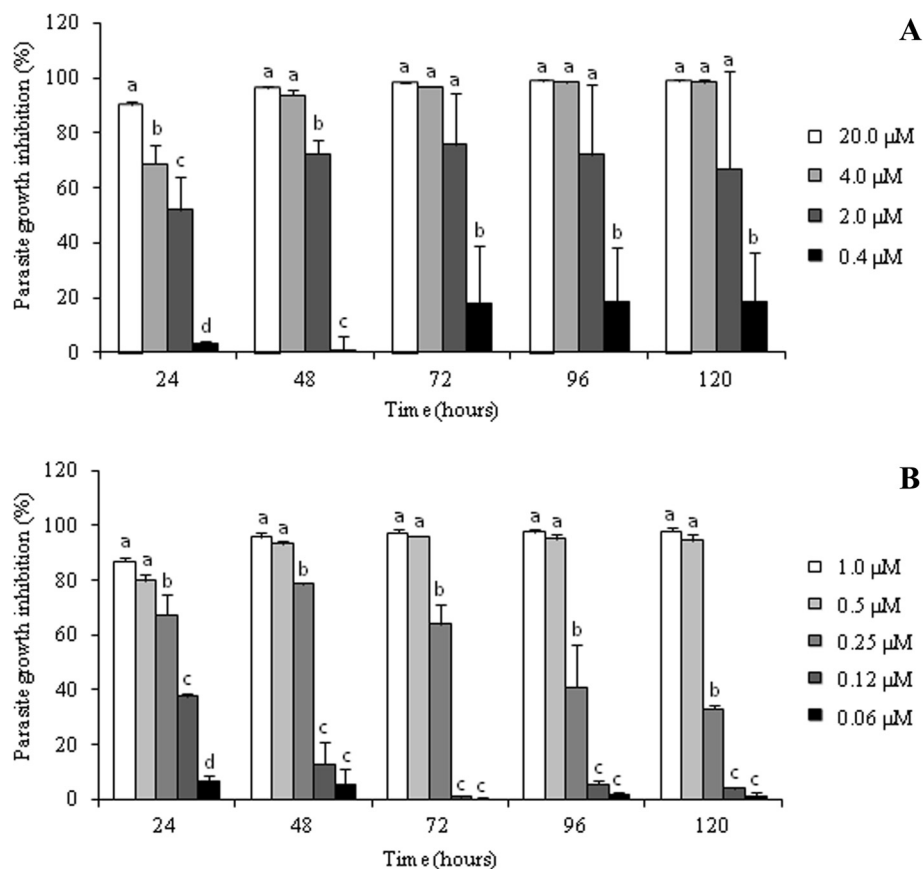 A
Parasite growth inhibition (%)
120
100
80
60
40
20
0
a b c d
a a b c
a a a b
a a a b
a a a b
24 48 72 96 120
Time (hours)
20.0 µM
4.0 µM
2.0 µM
0.4 µM
B
Parasite growth inhibition (%)
120
100
80
60
40
20
0
a a b c d
a a b c c
a a b c c
a a b c c
a a b c c
24 48 72 96 120
Time (hours)
1.0 µM
0.5 µM
0.25 µM
0.12 µM
0.06 µM